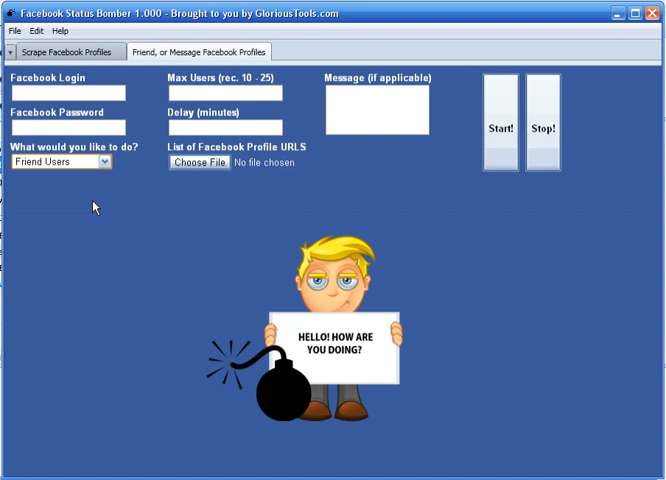 Facebook Status Bomber 1.000 - Brought to you by GloriousTools.com
File Edit Help
Scrape Facebook Profiles Friend, or Message Facebook Profiles
Facebook Login Max Users (rec. 10 - 25) Message (if applicable)
Facebook Password Delay (minutes)
Start! Stop!
What would you like to do? List of Facebook Profile URLS
Friend Users Choose File No file chosen
HELLO! HOW ARE
YOU DOING?